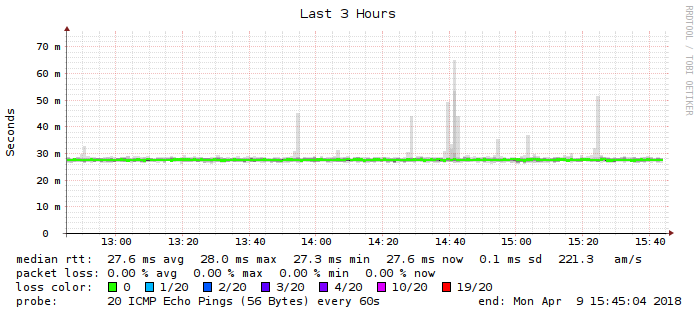 Last 3 Hours
RRDTOOL / TOBI OETIKER
Seconds
70 m
60 m
50 m
40 m
30 m
20 m
10 m
0
13:00 13:20 13:40 14:00 14:20 14:40 15:00 15:20 15:40
median rtt: 27.6 ms avg 28.0 ms max 27.3 ms min 27.6 ms now 0.1 ms sd 221.3 am/s
packet loss: 0.00 % avg 0.00 % max 0.00 % min 0.00 % now
loss color: 0 1/20 2/20 3/20 4/20 10/20 19/20
probe: 20 ICMP Echo Pings (56 Bytes) every 60s end: Mon Apr 9 15:45:04 2018